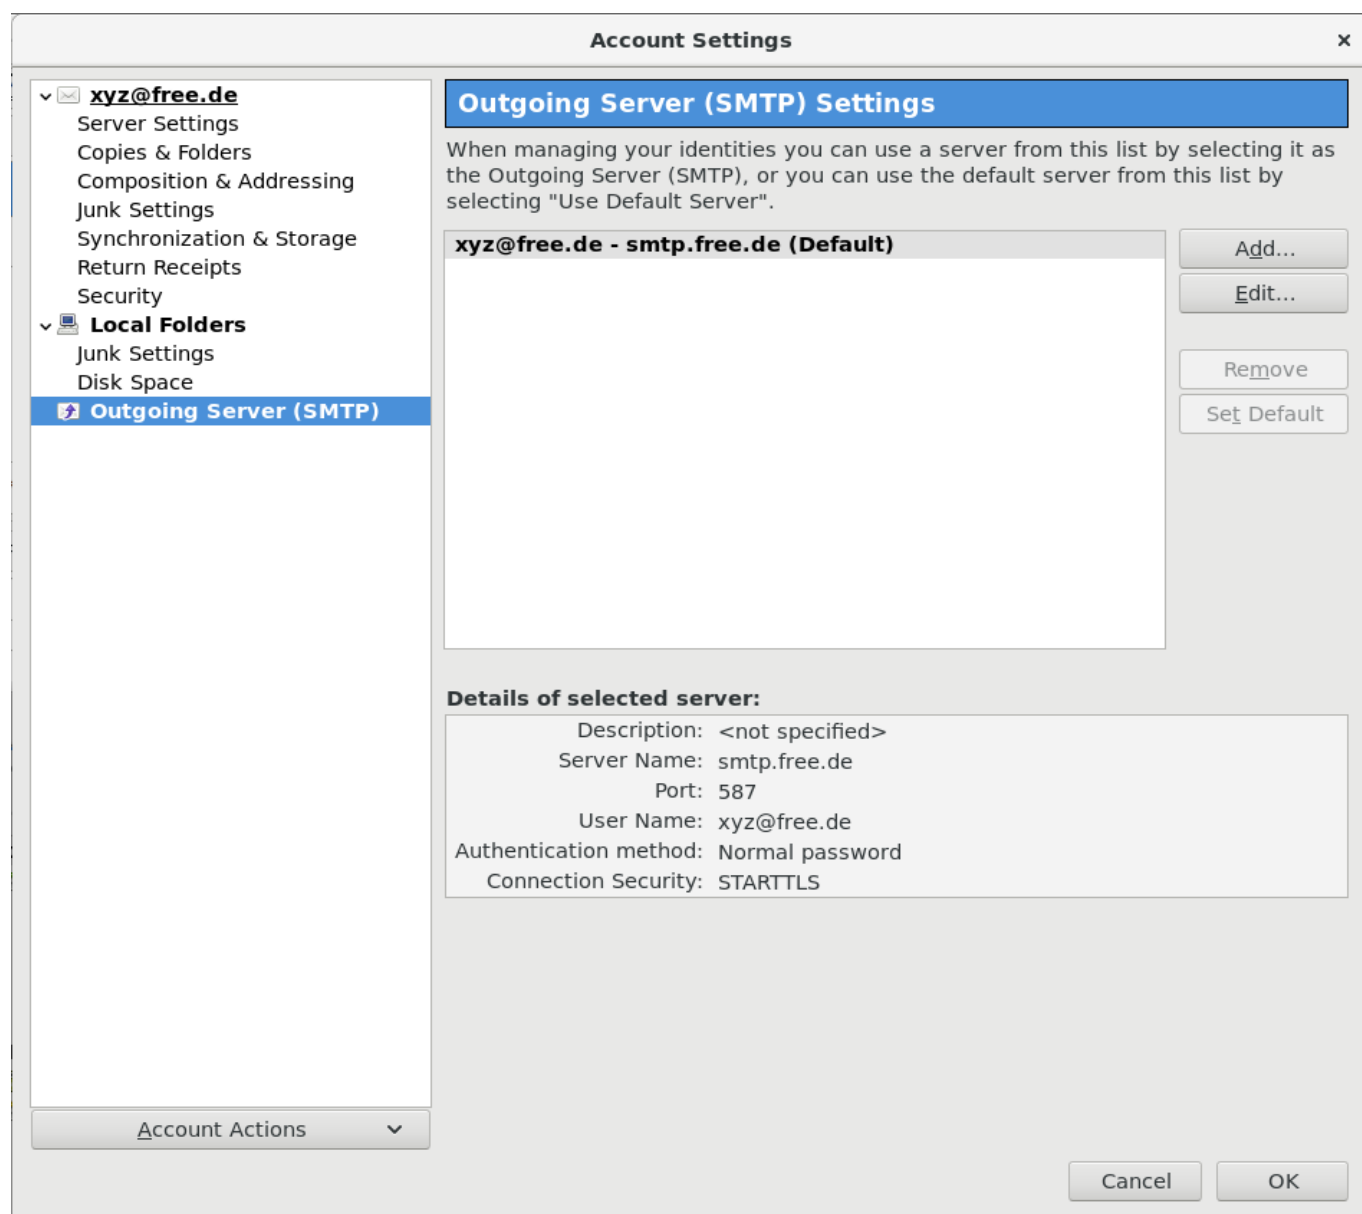 Account Settings
xyz@free.de
Server Settings
Copies & Folders
Composition & Addressing
Junk Settings
Synchronization & Storage
Return Receipts
Security
Local Folders
Junk Settings
Disk Space
Outgoing Server (SMTP)
Account Actions
Outgoing Server (SMTP) Settings
When managing your identities you can use a server from this list by selecting it as
the Outgoing Server (SMTP), or you can use the default server from this list by
selecting "Use Default Server".
xyz@free.de - smtp.free.de (Default)
Add...
Edit...
Remove
Set Default
Details of selected server:
Description: <not specified>
Server Name: smtp.free.de
Port: 587
User Name: xyz@free.de
Authentication method: Normal password
Connection Security: STARTTLS
Cancel
OK